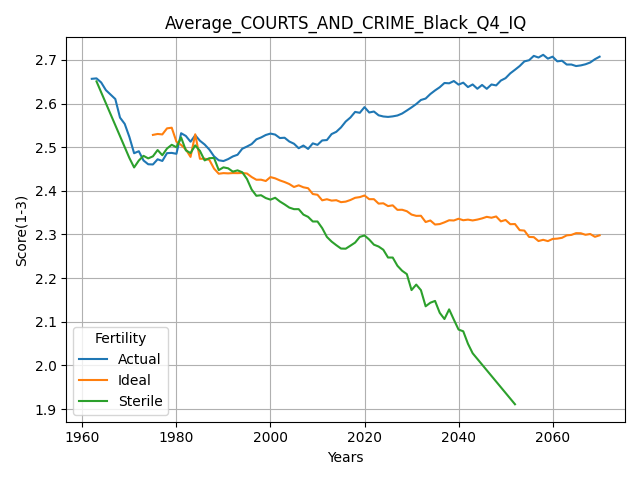 Average_COURTS_AND_CRIME_Black_Q4_IQ
Score(1-3)
2.7
2.6
2.5
2.4
2.3
2.2
2.1
2.0
1.9
Fertility
Actual
Ideal
Sterile
1960 1980 2000 2020 2040 2060
Years